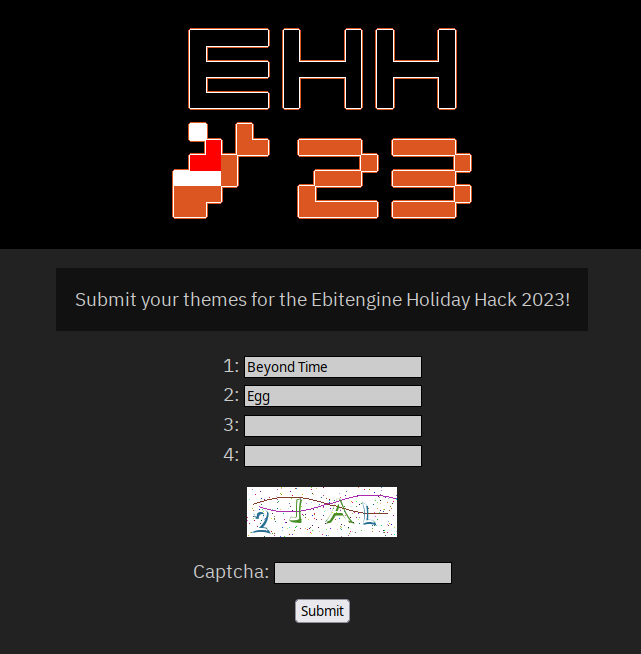 EHH
'23
Submit your themes for the Ebitengine Holiday Hack 2023!
1: Beyond Time
2: Egg
3:
4:
Captcha:
Submit